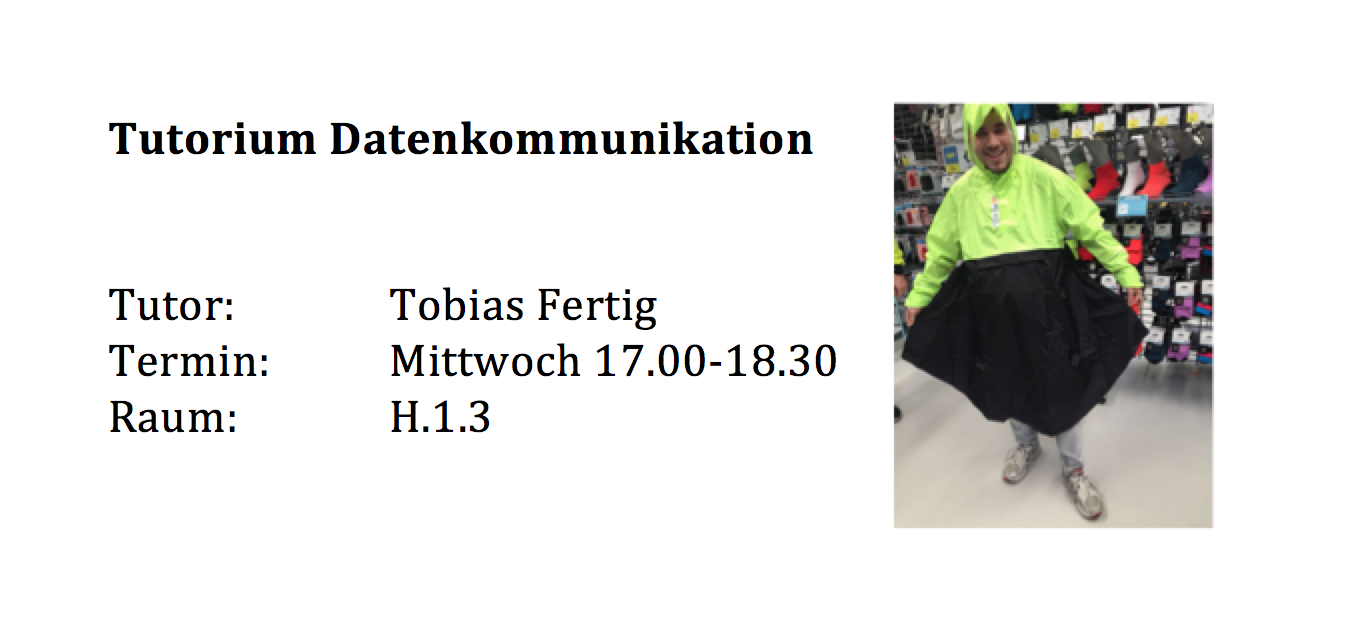 Tutorium Datenkommunikation
Tutor: Tobias Fertig
Termin: Mittwoch 17.00-18.30
Raum: H.1.3